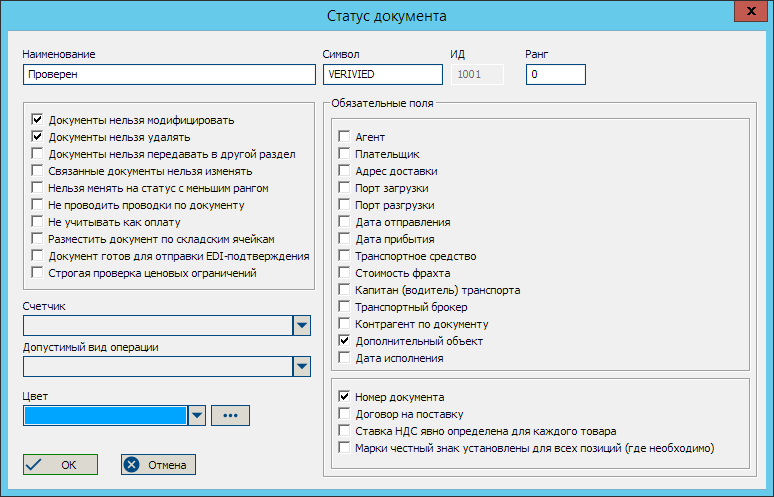 Статус документа
x
Наименование
Символ
ИД
Ранг
Проверен
VERIVIED
1001
0
Документы нельзя модифицировать
Документы нельзя удалять
Документы нельзя передавать в другой раздел
Связанные документы нельзя изменять
Нельзя менять на статус с меньшим рангом
Не проводить проводки по документу
Не учитывать как оплату
Разместить документ по складским ячейкам
Документ готов для отправки EDI-подтверждения
Строгая проверка ценовых ограничений
Счетчик
Допустимый вид операции
Цвет
...
ОК
Отмена
Обязательные поля
Агент
Плательщик
Адрес доставки
Порт загрузки
Порт разгрузки
Дата отправления
Дата прибытия
Транспортное средство
Стоимость фрахта
Капитан (водитель) транспорта
Транспортный брокер
Контрагент по документу
Дополнительный объект
Дата исполнения
Номер документа
Договор на поставку
Ставка НДС явно определена для каждого товара
Марки честный знак установлены для всех позиций (где необходимо)